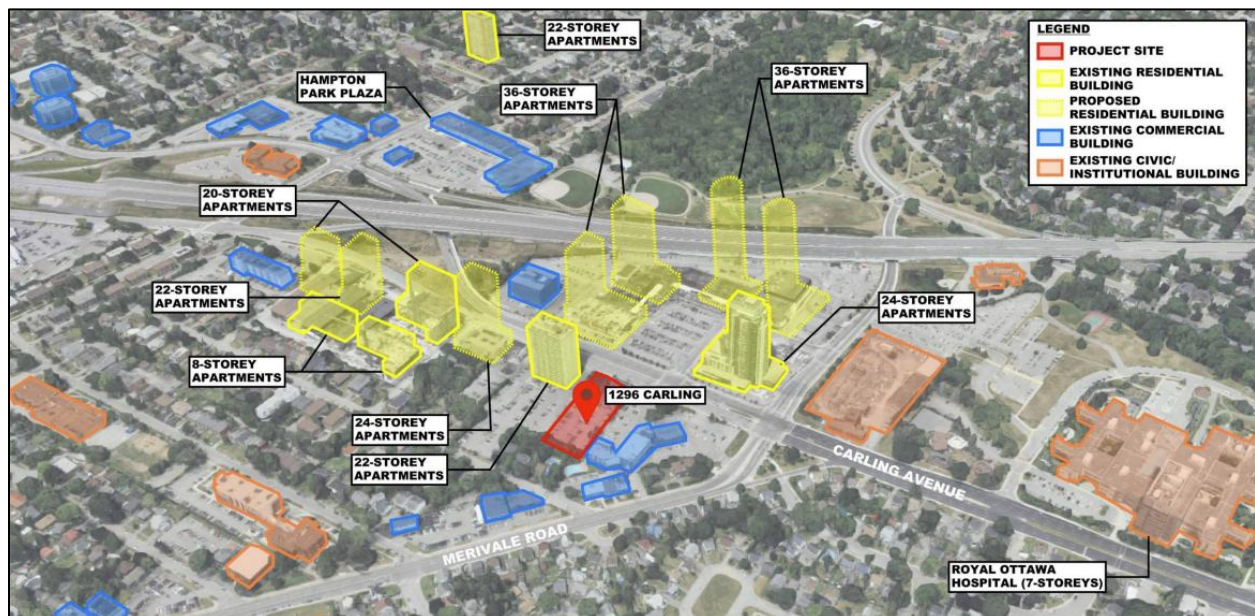 22-STOREY
APARTMENTS
HAMPTON
PARK PLAZA
36-STOREY
APARTMENTS
36-STOREY
APARTMENTS
LEGEND
PROJECT SITE
EXISTING RESIDENTIAL
BUILDING
PROPOSED
RESIDENTIAL BUILDING
EXISTING COMMERCIAL
BUILDING
EXISTING CIVIC/
INSTITUTIONAL BUILDING
20-STOREY
APARTMENTS
22-STOREY
APARTMENTS
24-STOREY
APARTMENTS
8-STOREY
APARTMENTS
1296 CARLING
24-STOREY
APARTMENTS
22-STOREY
APARTMENTS
CARLING AVENUE
MERIVALE ROAD
ROYAL OTTAWA
HOSPITAL (7-STOREYS)